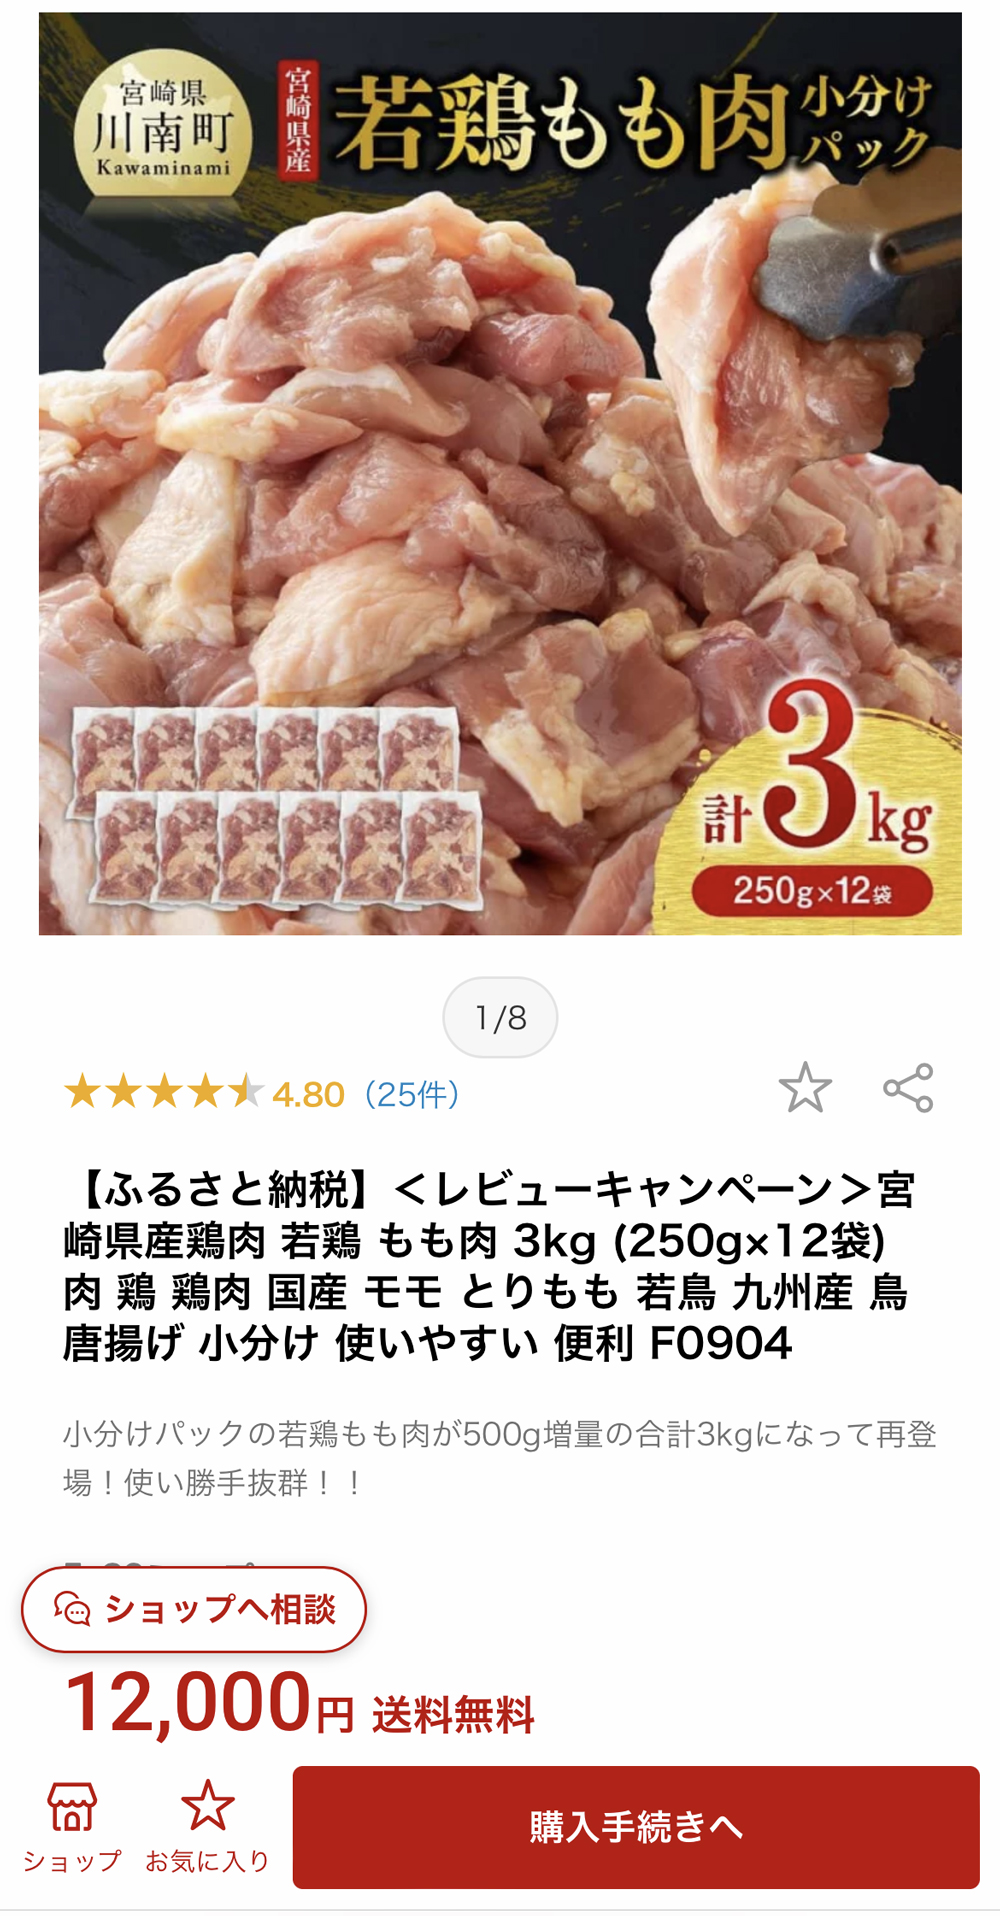 宮崎県
川南町
Kawaminami
宮崎県産
若鶏もも肉
小分け
パック
計3kg
250g×12袋
1/8
4.80 (25件)
【ふるさと納税】＜レビューキャンペーン＞宮
崎県産鶏肉 若鶏 もも肉 3kg (250g×12袋)
肉 鶏 鶏肉 国産 モモ とりもも 若鳥 九州産 鳥
唐揚げ 小分け 使いやすい 便利 F0904
小分けパックの若鶏もも肉が500g増量の合計3kgになって再登
場！使い勝手抜群！！
ショップへ相談
12,000円 送料無料
ショップ
お気に入り
購入手続きへ